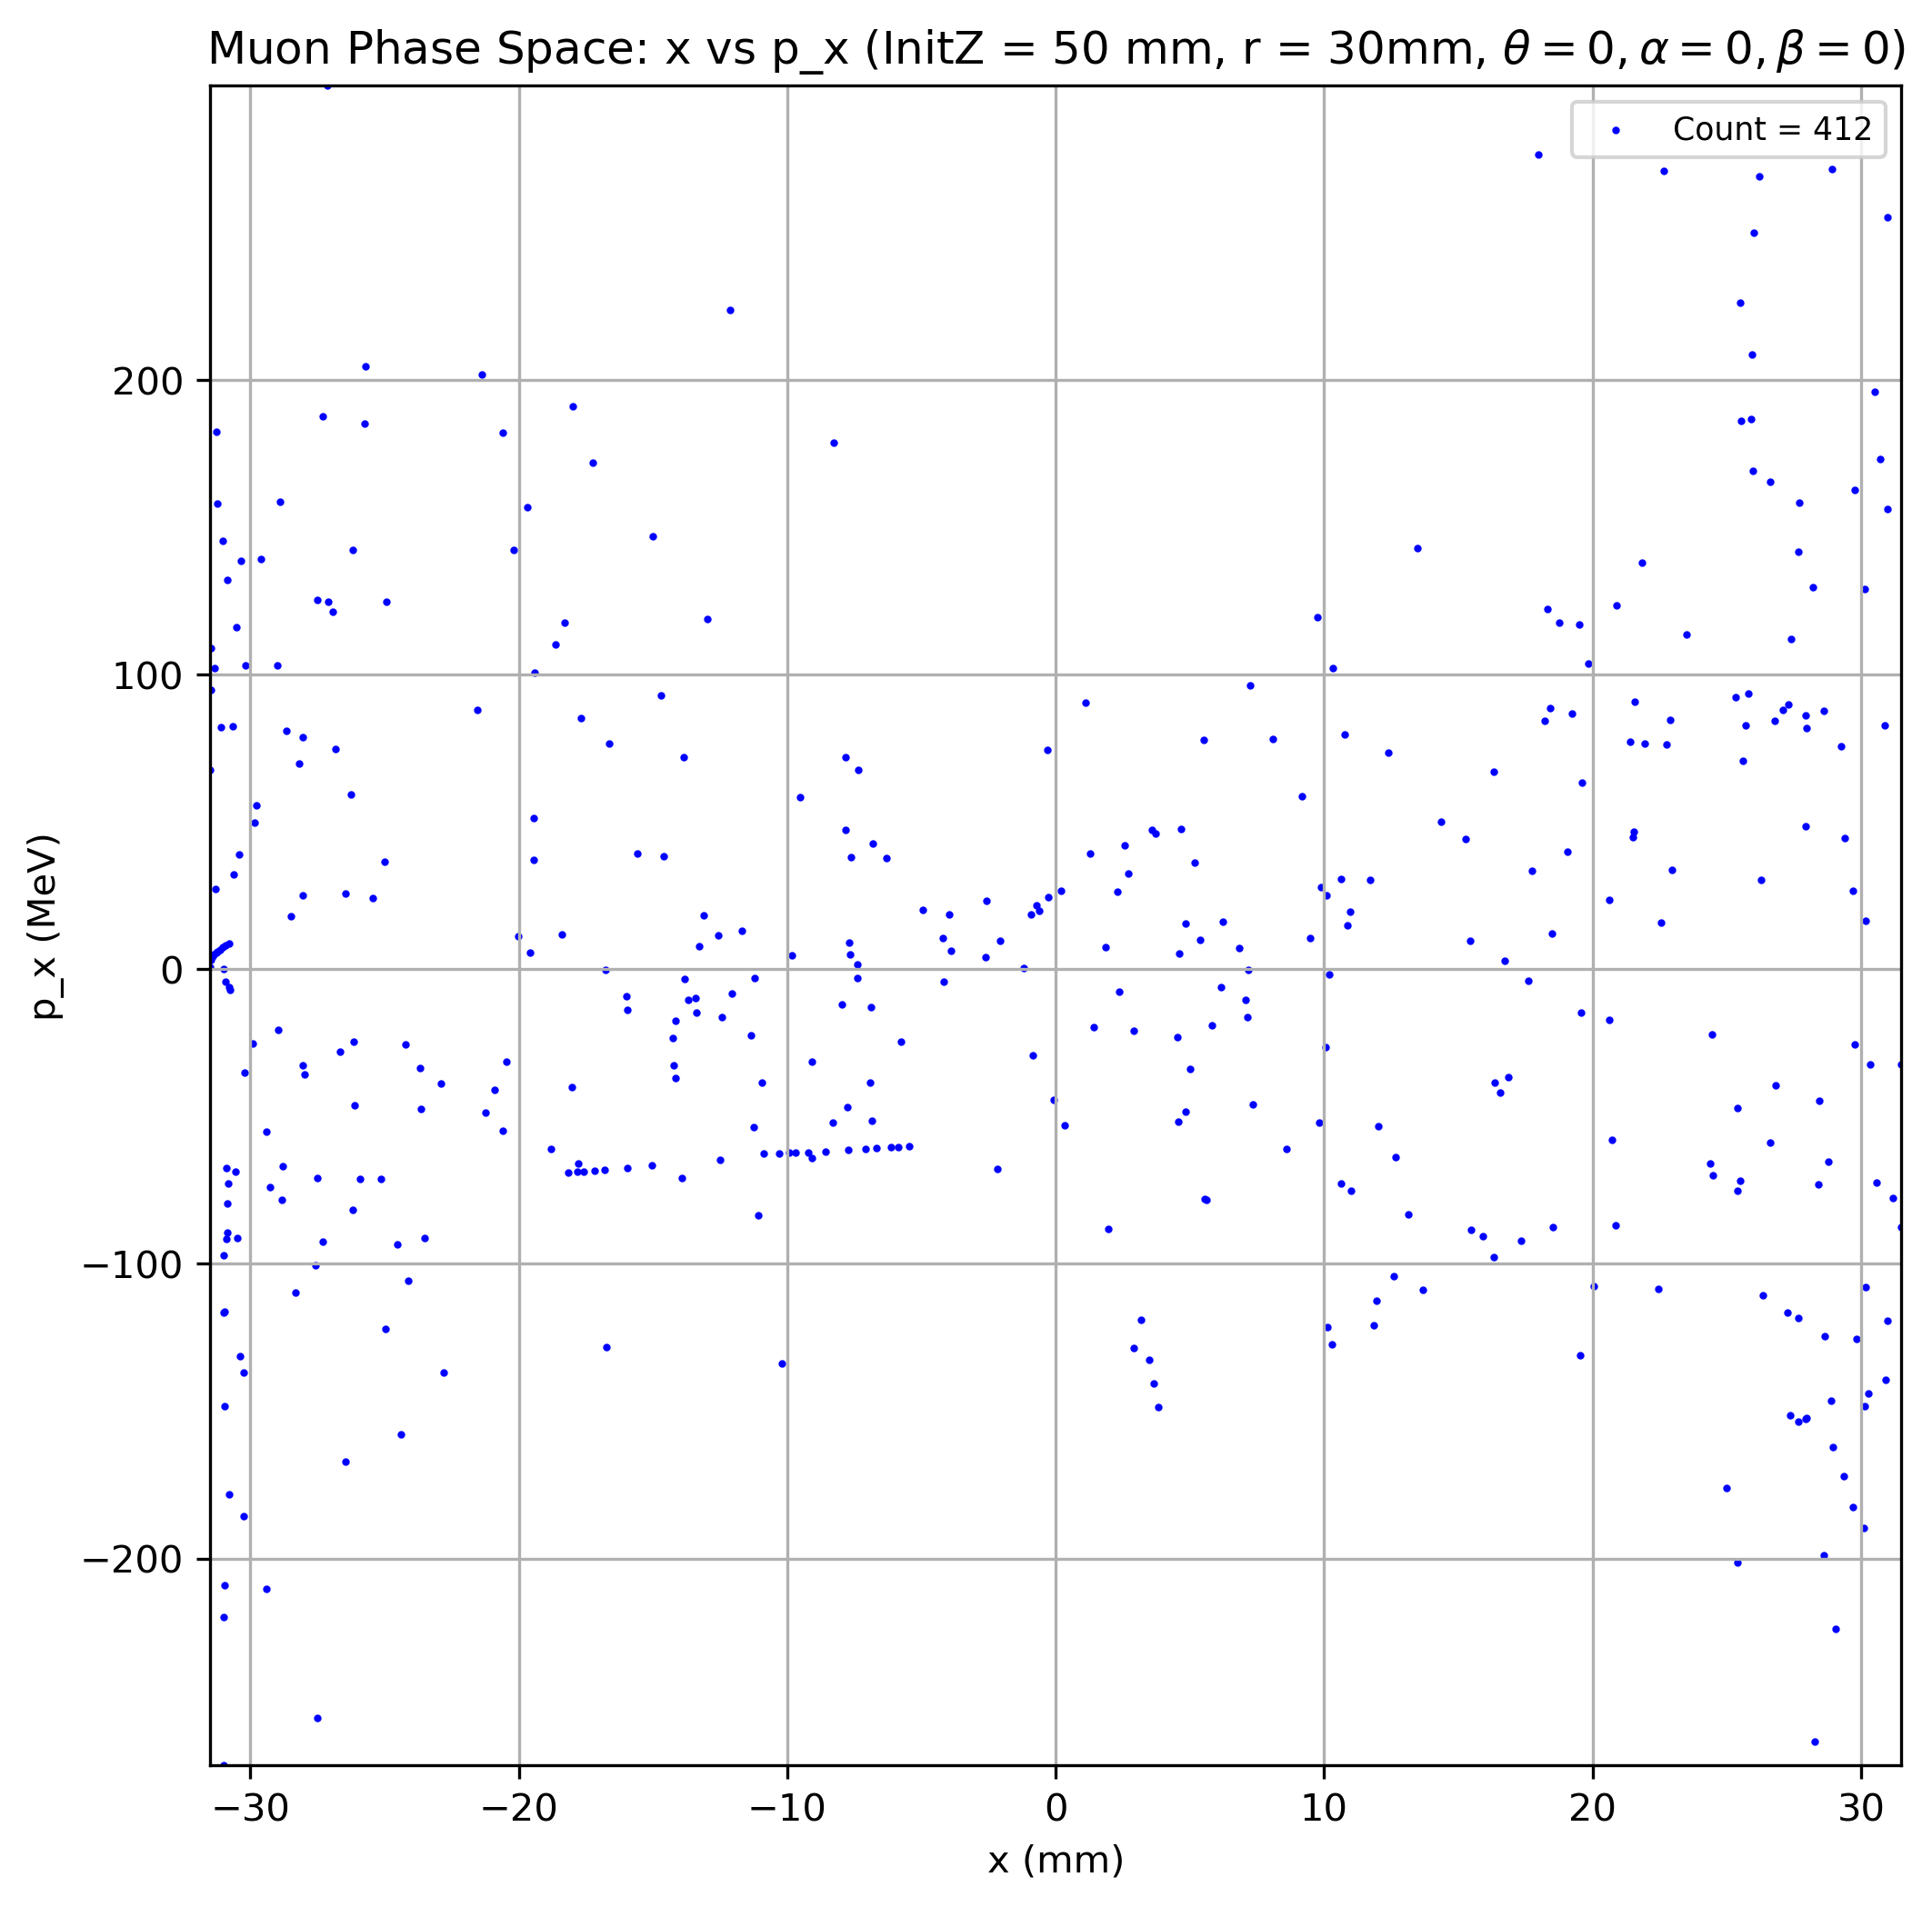 Muon Phase Space: x vs p_x (InitZ = 50 mm, r = 30mm, θ = 0, α = 0, β = 0)
Count = 412
200
100
0
−100
−200
p_x (MeV)
−30 −20 −10 0 10 20 30
x (mm)